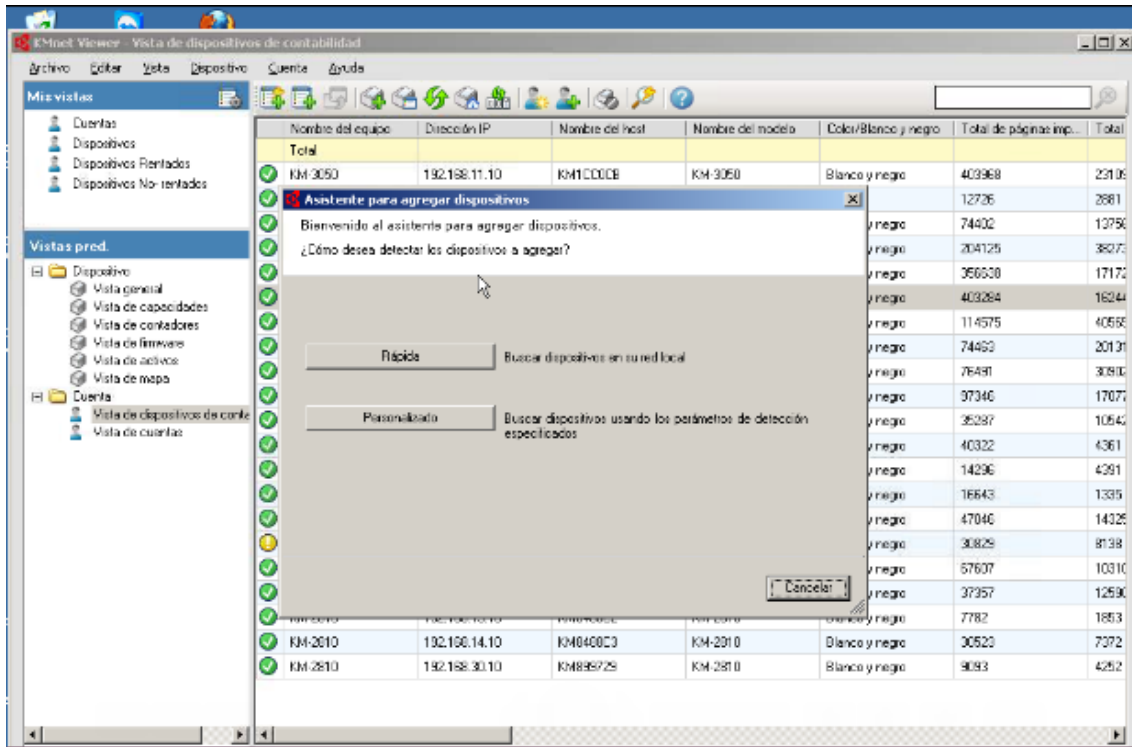 KMnet Viewer - Vista de dispositivos de contabilidad
Archivo Editar Vista Dispositivo Cuenta Ayuda
Mis vistas
Cuentas
Dispositivos
Dispositivos Rentados
Dispositivos No- rentados
Vistas pred.
Dispositivo
Vista general
Vista de capacidades
Vista de contadores
Vista de firmware
Vista de activos
Vista de mapa
Cuenta
Vista de dispositivos de conta
Vista de cuentas
Nombre del equipo Dirección IP Nombre del host Nombre del modelo Color/Blanco y negro Total de páginas imp... Total
Total
KM-3050 192.168.11.10 KM-3050 Blanco y negro 403968
Asistente para agregar dispositivos
Bienvenido al asistente para agregar dispositivos.
¿Cómo desea detectar los dispositivos a agregar?
Rápida Buscar dispositivos en su red local
Personalizado Buscar dispositivos usando los parámetros de detección
especificados
Cancelar
12726 2881
y negro 74402 13756
y negro 204125 3827
y negro 356638 17172
y negro 403284 16244
y negro 114575 40565
y negro 74463 20131
y negro 76491 30902
y negro 97346 17077
y negro 35287 10542
y negro 40322 4361
y negro 14296 4391
y negro 16643 1335
y negro 47046 14325
y negro 30829 8138
y negro 67607 10310
y negro 37357 12590
y negro 7782 1853
KM-2810 192.168.14.10 KM-2810 Blanco y negro 30523 7372
KM-2810 192.168.30.10 KM899729 KM-2810 Blanco y negro 9093 4252